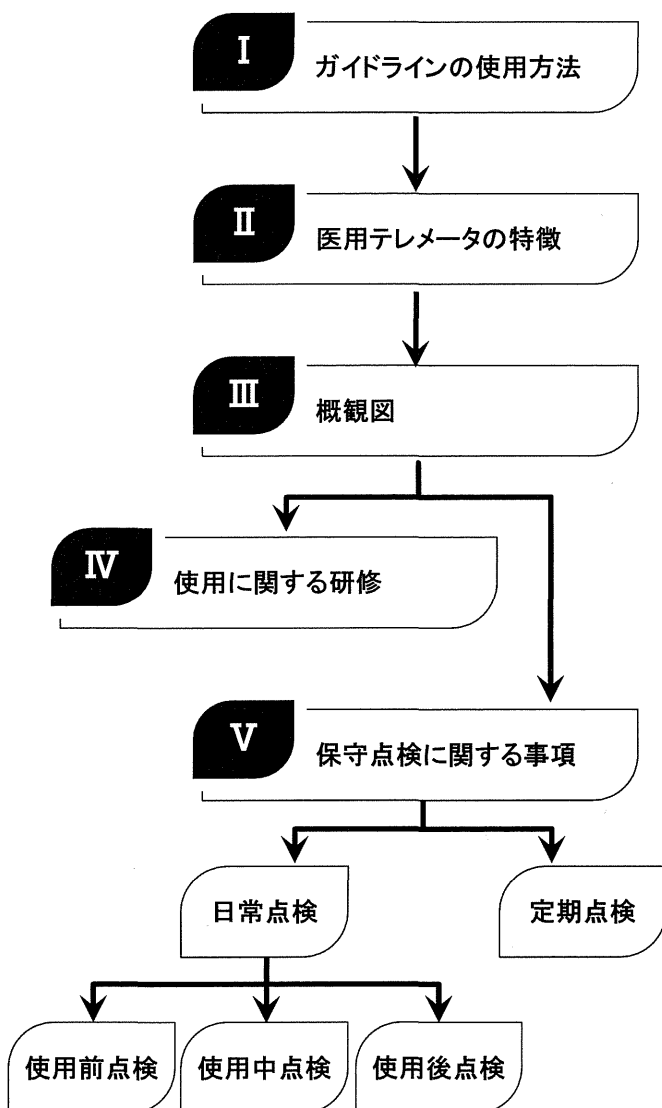 Ⅰ
ガイドラインの使用方法
Ⅱ
医用テレメータの特徴
Ⅲ
概観図
Ⅳ
使用に関する研修
Ⅴ
保守点検に関する事項
日常点検
定期点検
使用前点検
使用中点検
使用後点検